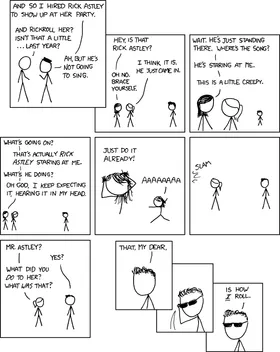 AND SO I HIRED RICK ASTLEY
TO SHOW UP AT HER PARTY.
AND RICKROLL HER?
ISN'T THAT A LITTLE
...LAST YEAR?
AH, BUT HE'S
NOT GOING
TO SING.
HEY, IS THAT
RICK ASTLEY?
OH NO.
BRACE
YOURSELF.
I THINK IT IS.
HE JUST CAME IN.
WAIT. HE'S JUST STANDING
THERE. WHERE'S THE SONG?
HE'S STARING AT ME.
THIS IS A LITTLE CREEPY.
WHAT'S GOING ON?
THAT'S ACTUALLY RICK
ASTLEY STARING AT ME.
WHAT'S HE DOING?
OH GOD, I KEEP EXPECTING
IT, HEARING IT IN MY HEAD.
JUST DO IT
ALREADY!
AAAAAAAA
SLAM
MR. ASTLEY?
YES?
WHAT DID YOU
DO TO HER?
WHAT WAS THAT?
THAT, MY DEAR,
IS HOW
I ROLL.